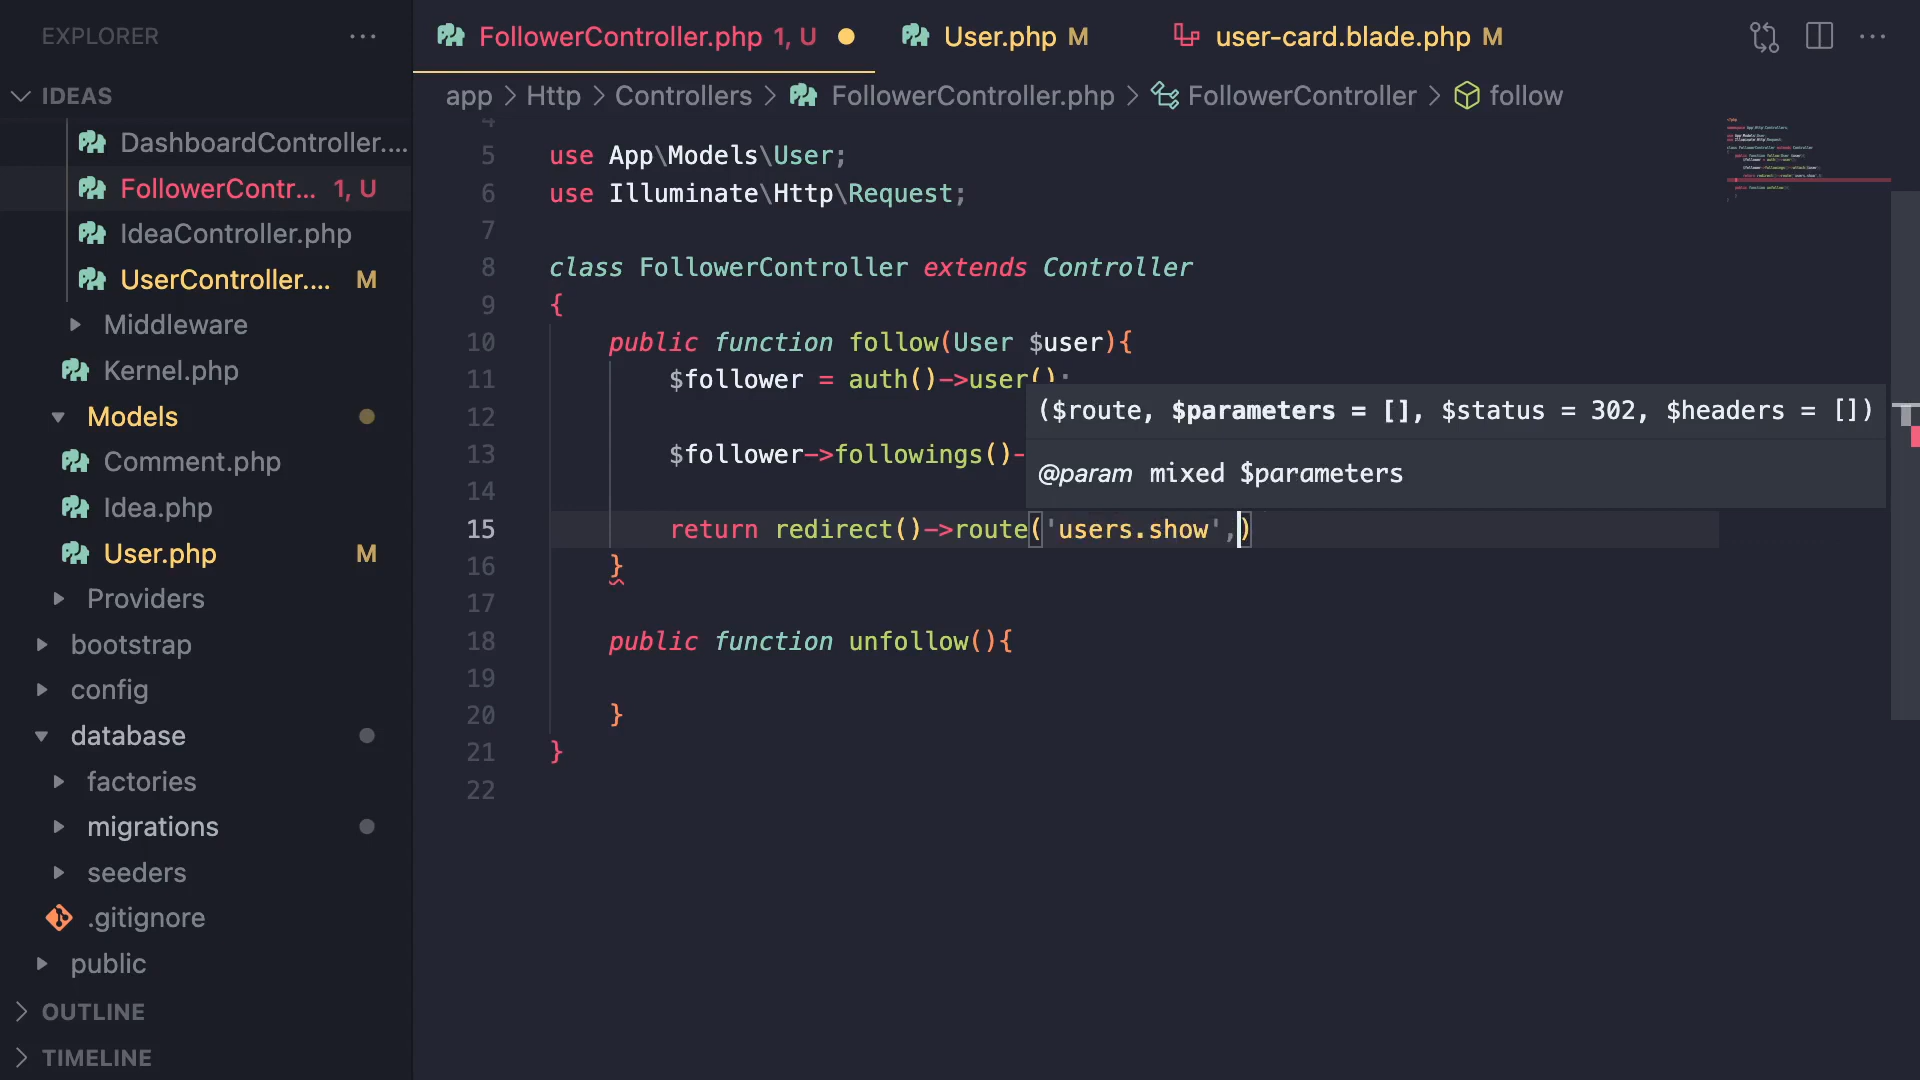 EXPLORER
FollowerController.php 1, U
User.php M
user-card.blade.php M
IDEAS
app > Http > Controllers > FollowerController.php > FollowerController > follow
DashboardController....
FollowerContr... 1, U
IdeaController.php
UserController.... M
Middleware
Kernel.php
Models
Comment.php
Idea.php
User.php M
Providers
bootstrap
config
database
factories
migrations
seeders
.gitignore
public
OUTLINE
TIMELINE
4
5 use App\Models\User;
6 use Illuminate\Http\Request;
7
8 class FollowerController extends Controller
9 {
10 public function follow(User $user){
11 $follower = auth()->user();
12
13 $follower->followings()-
14
15 return redirect()->route('users.show',)
16 }
17
18 public function unfollow(){
19
20 }
21 }
22
($route, $parameters = [], $status = 302, $headers = [])
@param mixed $parameters